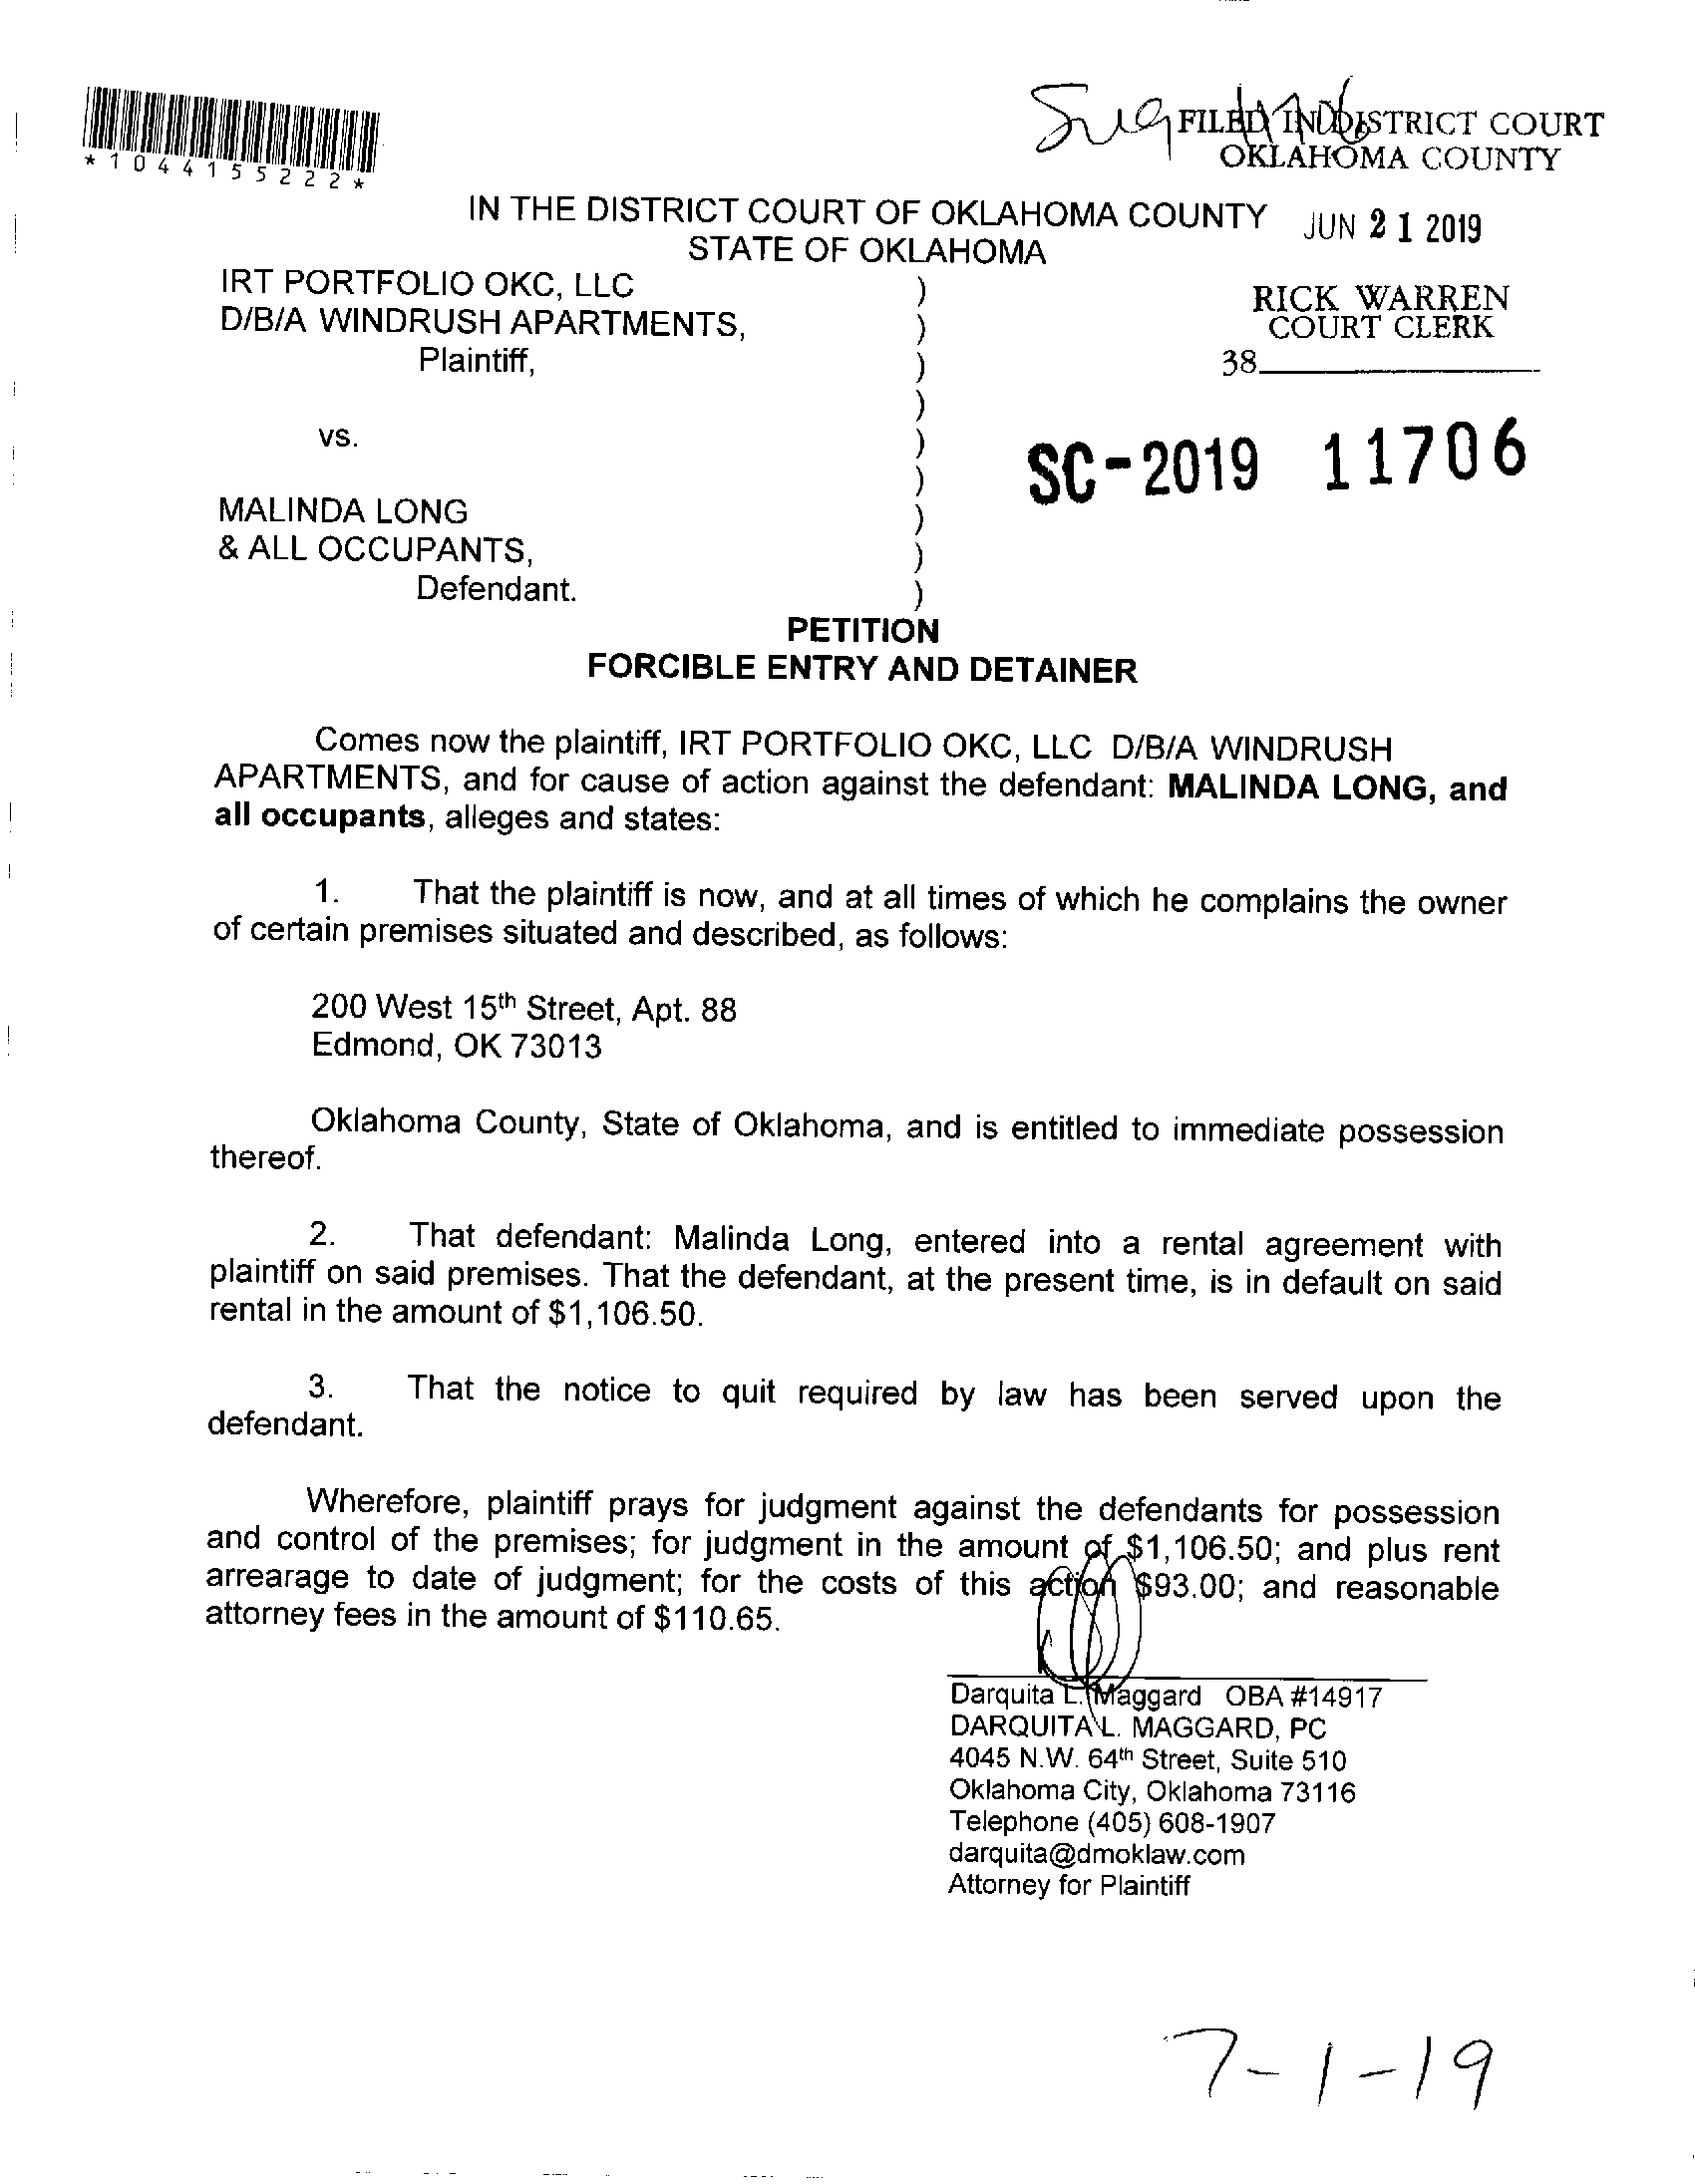 *1044155222*
FILED IN DISTRICT COURT
OKLAHOMA COUNTY
IN THE DISTRICT COURT OF OKLAHOMA COUNTY
JUN 21 2019
STATE OF OKLAHOMA
IRT PORTFOLIO OKC, LLC )
D/B/A WINDRUSH APARTMENTS, )
Plaintiff, )
RICK WARREN
COURT CLERK
38
)
vs. )
SC-2019 11706
)
MALINDA LONG )
& ALL OCCUPANTS, )
Defendant. )
PETITION
FORCIBLE ENTRY AND DETAINER
Comes now the plaintiff, IRT PORTFOLIO OKC, LLC D/B/A WINDRUSH
APARTMENTS, and for cause of action against the defendant: MALINDA LONG, and
all occupants, alleges and states:
1. That the plaintiff is now, and at all times of which he complains the owner
of certain premises situated and described, as follows:
200 West 15th Street, Apt. 88
Edmond, OK 73013
Oklahoma County, State of Oklahoma, and is entitled to immediate possession
thereof.
2. That defendant: Malinda Long, entered into a rental agreement with
plaintiff on said premises. That the defendant, at the present time, is in default on said
rental in the amount of $1,106.50.
3. That the notice to quit required by law has been served upon the
defendant.
Wherefore, plaintiff prays for judgment against the defendants for possession
and control of the premises; for judgment in the amount of $1,106.50; and plus rent
arrearage to date of judgment; for the costs of this action $93.00; and reasonable
attorney fees in the amount of $110.65.
Darquita L. Maggard OBA #14917
DARQUITA L. MAGGARD, PC
4045 N.W. 64th Street, Suite 510
Oklahoma City, Oklahoma 73116
Telephone (405) 608-1907
darquita@dmoklaw.com
Attorney for Plaintiff
7-1-19